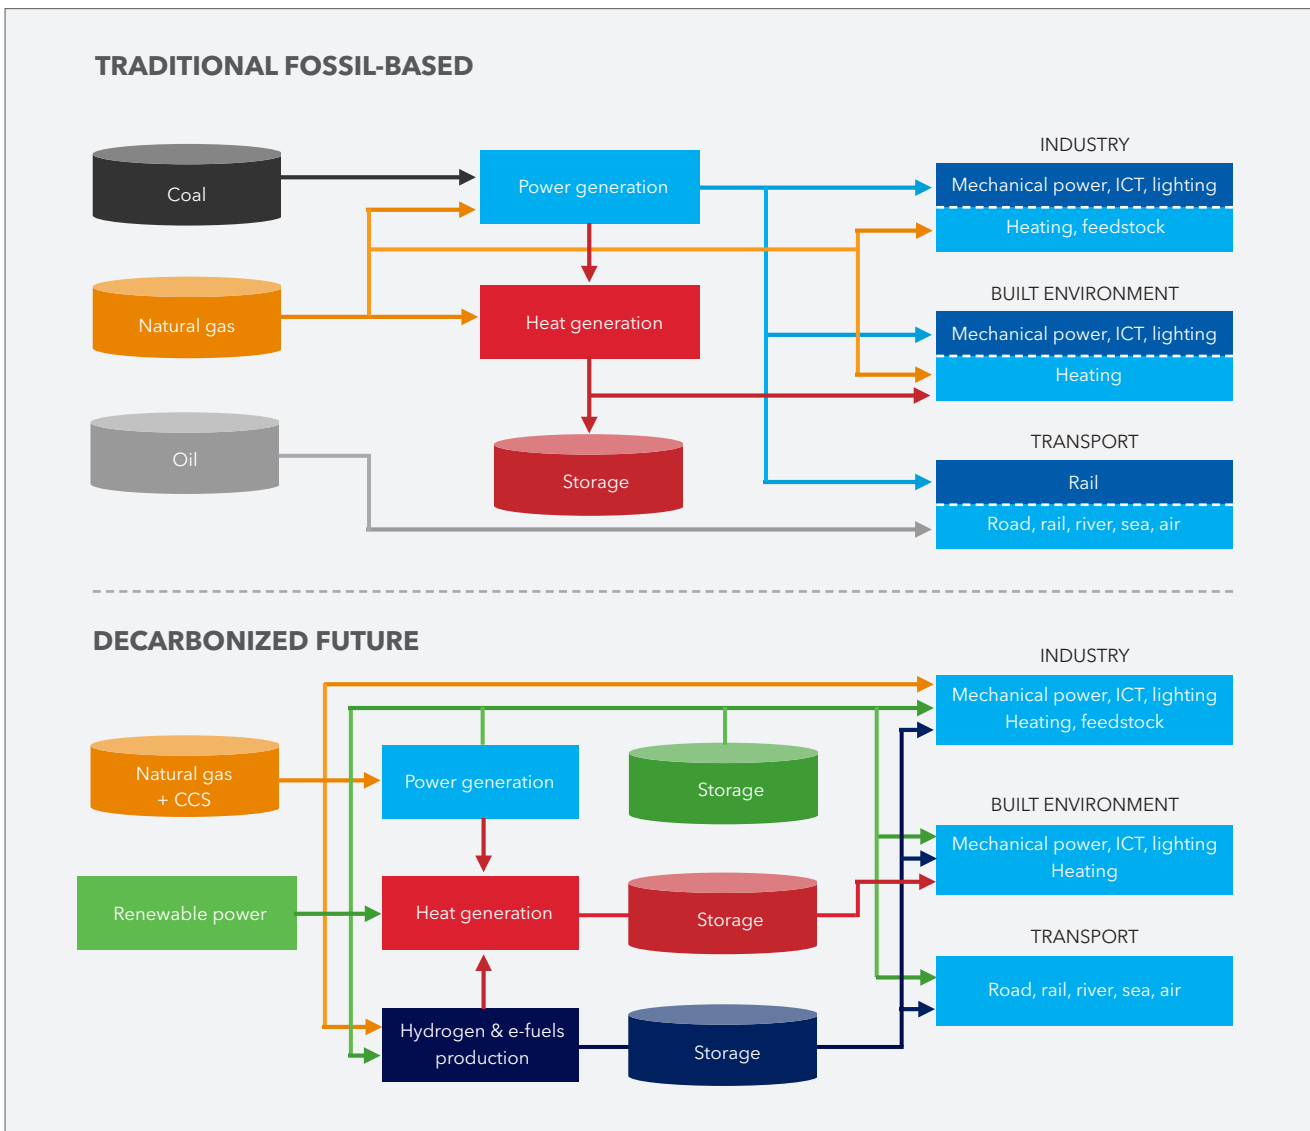 TRADITIONAL FOSSIL-BASED
Coal
Natural gas
Oil
Power generation
Heat generation
Storage
INDUSTRY
Mechanical power, ICT, lighting
Heating, feedstock
BUILT ENVIRONMENT
Mechanical power, ICT, lighting
Heating
TRANSPORT
Rail
Road, rail, river, sea, air
DECARBONIZED FUTURE
Natural gas
+ CCS
Renewable power
Power generation
Heat generation
Hydrogen & e-fuels
production
Storage
Storage
Storage
INDUSTRY
Mechanical power, ICT, lighting
Heating, feedstock
BUILT ENVIRONMENT
Mechanical power, ICT, lighting
Heating
TRANSPORT
Road, rail, river, sea, air